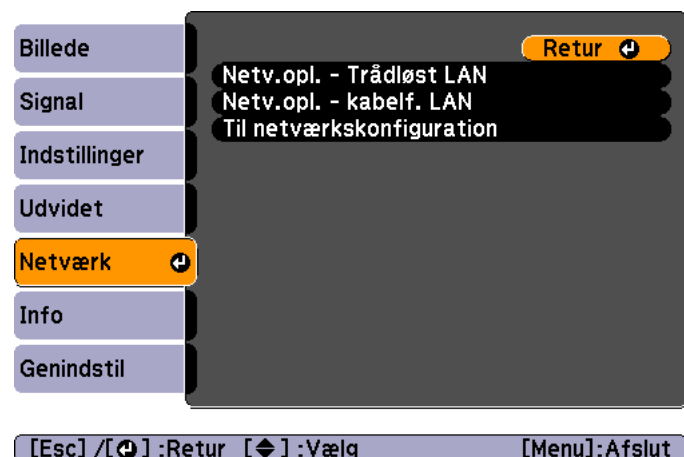 Billede
Signal
Indstillinger
Udvidet
Netværk
Info
Genindstil
Retur
Netv.opl. - Trådløst LAN
Netv.opl. - kabelf. LAN
Til netværkskonfiguration
[Esc] /[⏎] :Retur [◆] :Vælg [Menu]:Afslut